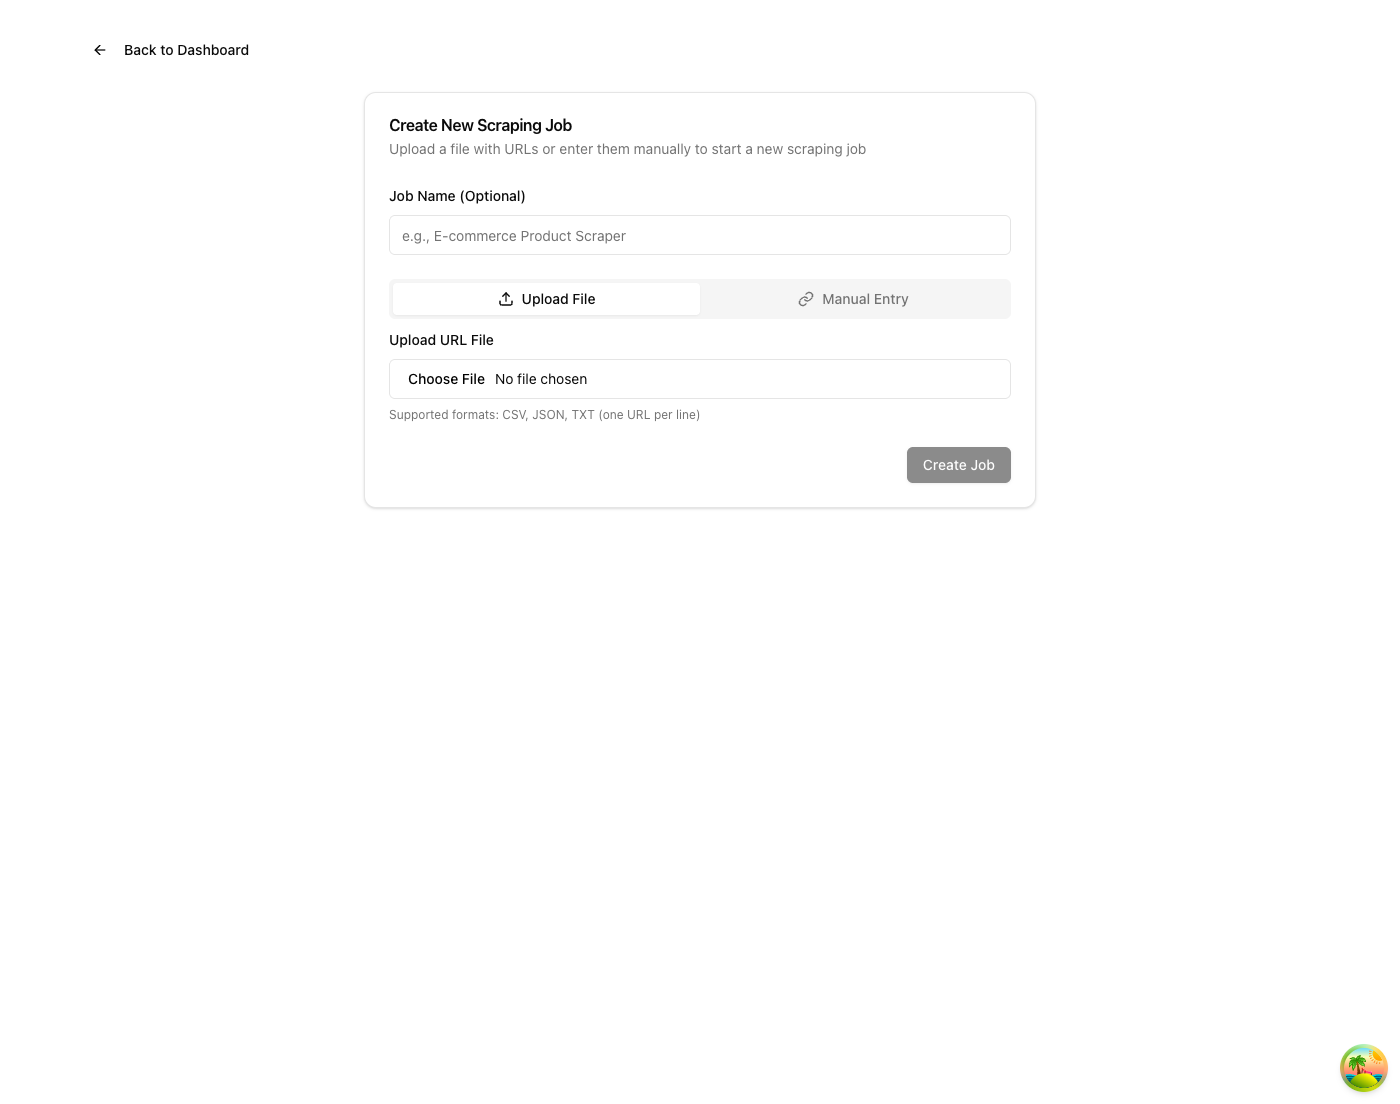 Back to Dashboard
Create New Scraping Job
Upload a file with URLs or enter them manually to start a new scraping job
Job Name (Optional)
e.g., E-commerce Product Scraper
Upload File
Manual Entry
Upload URL File
Choose File No file chosen
Supported formats: CSV, JSON, TXT (one URL per line)
Create Job